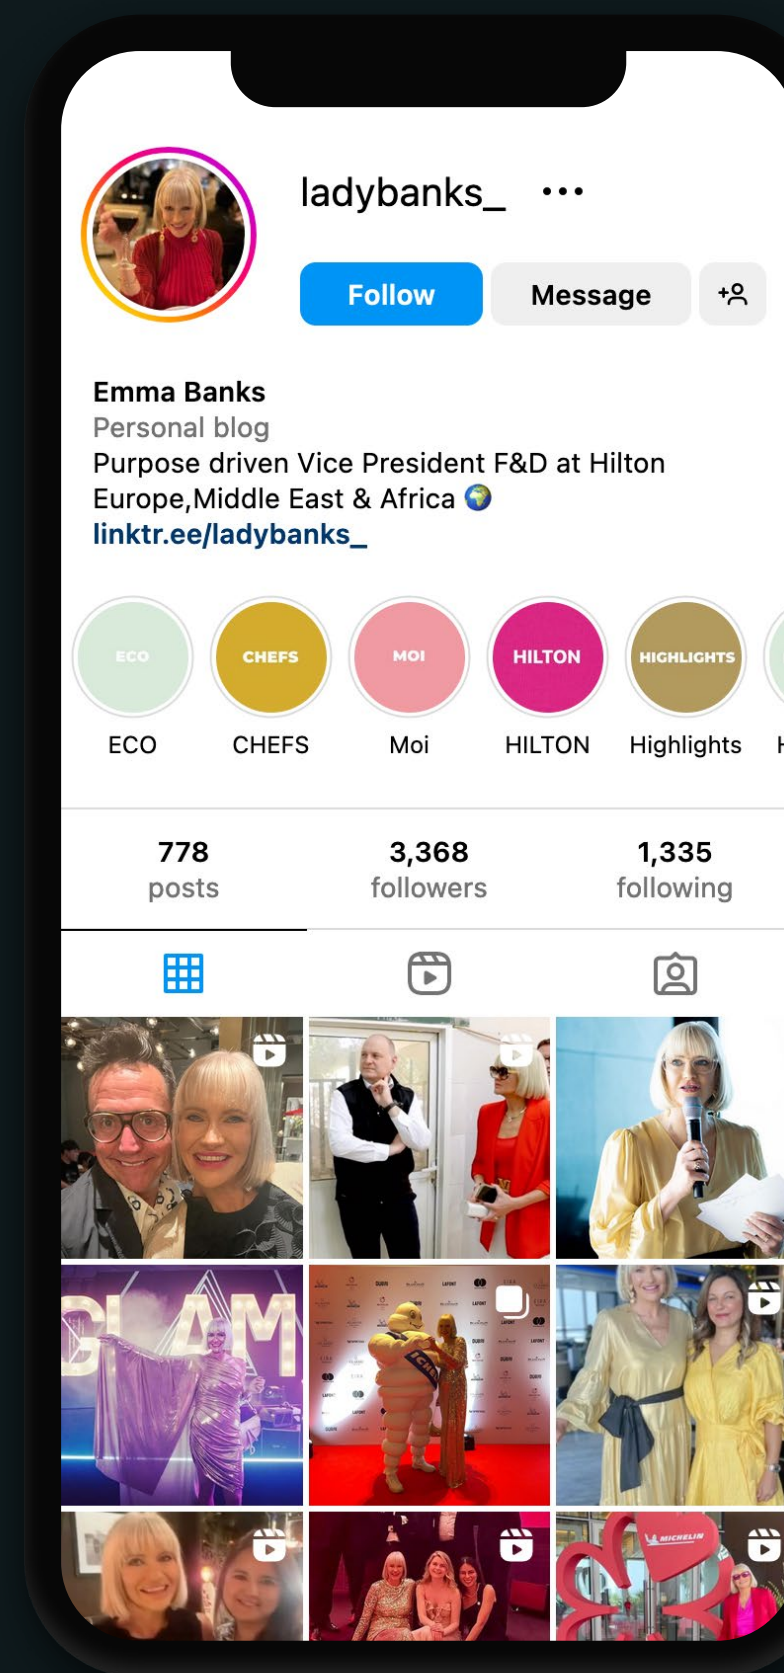 ladybanks_
Follow
Message
Emma Banks
Personal blog
Purpose driven Vice President F&D at Hilton
Europe,Middle East & Africa
linktr.ee/ladybanks_
ECO
CHEFS
MOI
HILTON
HIGHLIGHTS
ECO
CHEFS
Moi
HILTON
Highlights
H
778
3,368
1,335
posts
followers
following
GLAM
MICHELIN